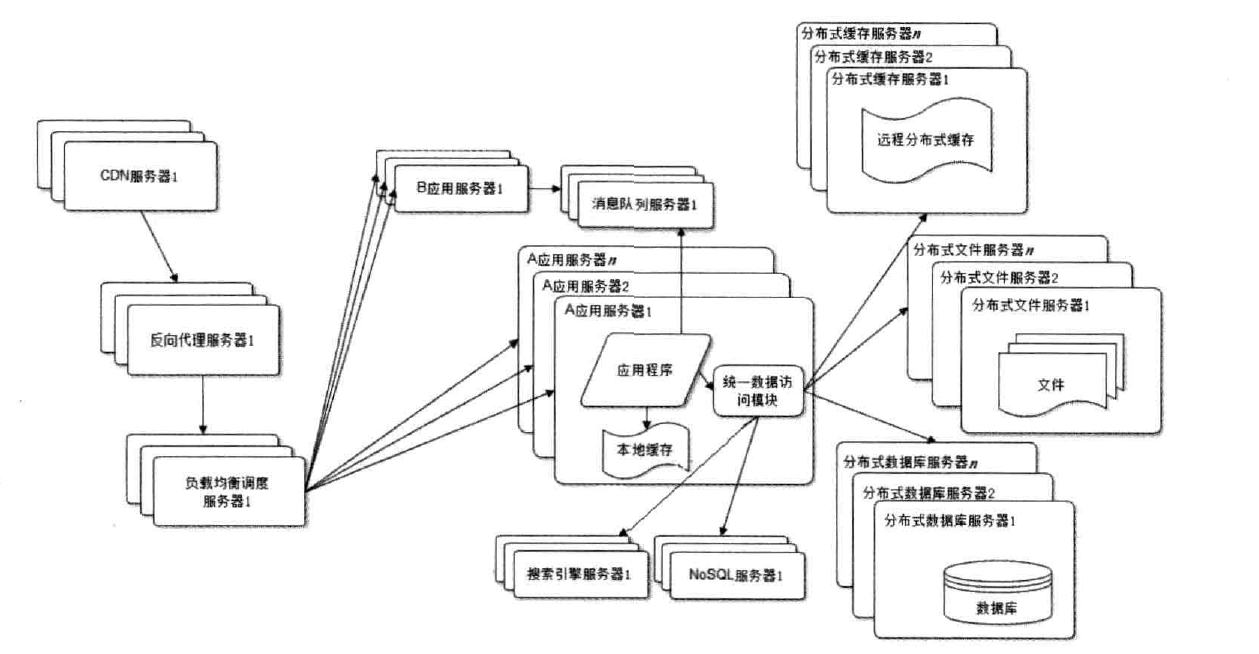 CDN服务器1
反向代理服务器1
负载均衡调度
服务器1
B应用服务器1
消息队列服务器1
A应用服务器n
A应用服务器2
A应用服务器1
应用程序
统一数据访
问模块
本地缓存
搜索引擎服务器1
NoSQL服务器1
分布式缓存服务器n
分布式缓存服务器2
分布式缓存服务器1
远程分布式缓存
分布式文件服务器n
分布式文件服务器2
分布式文件服务器1
文件
分布式数据库服务器n
分布式数据库服务器2
分布式数据库服务器1
数据库